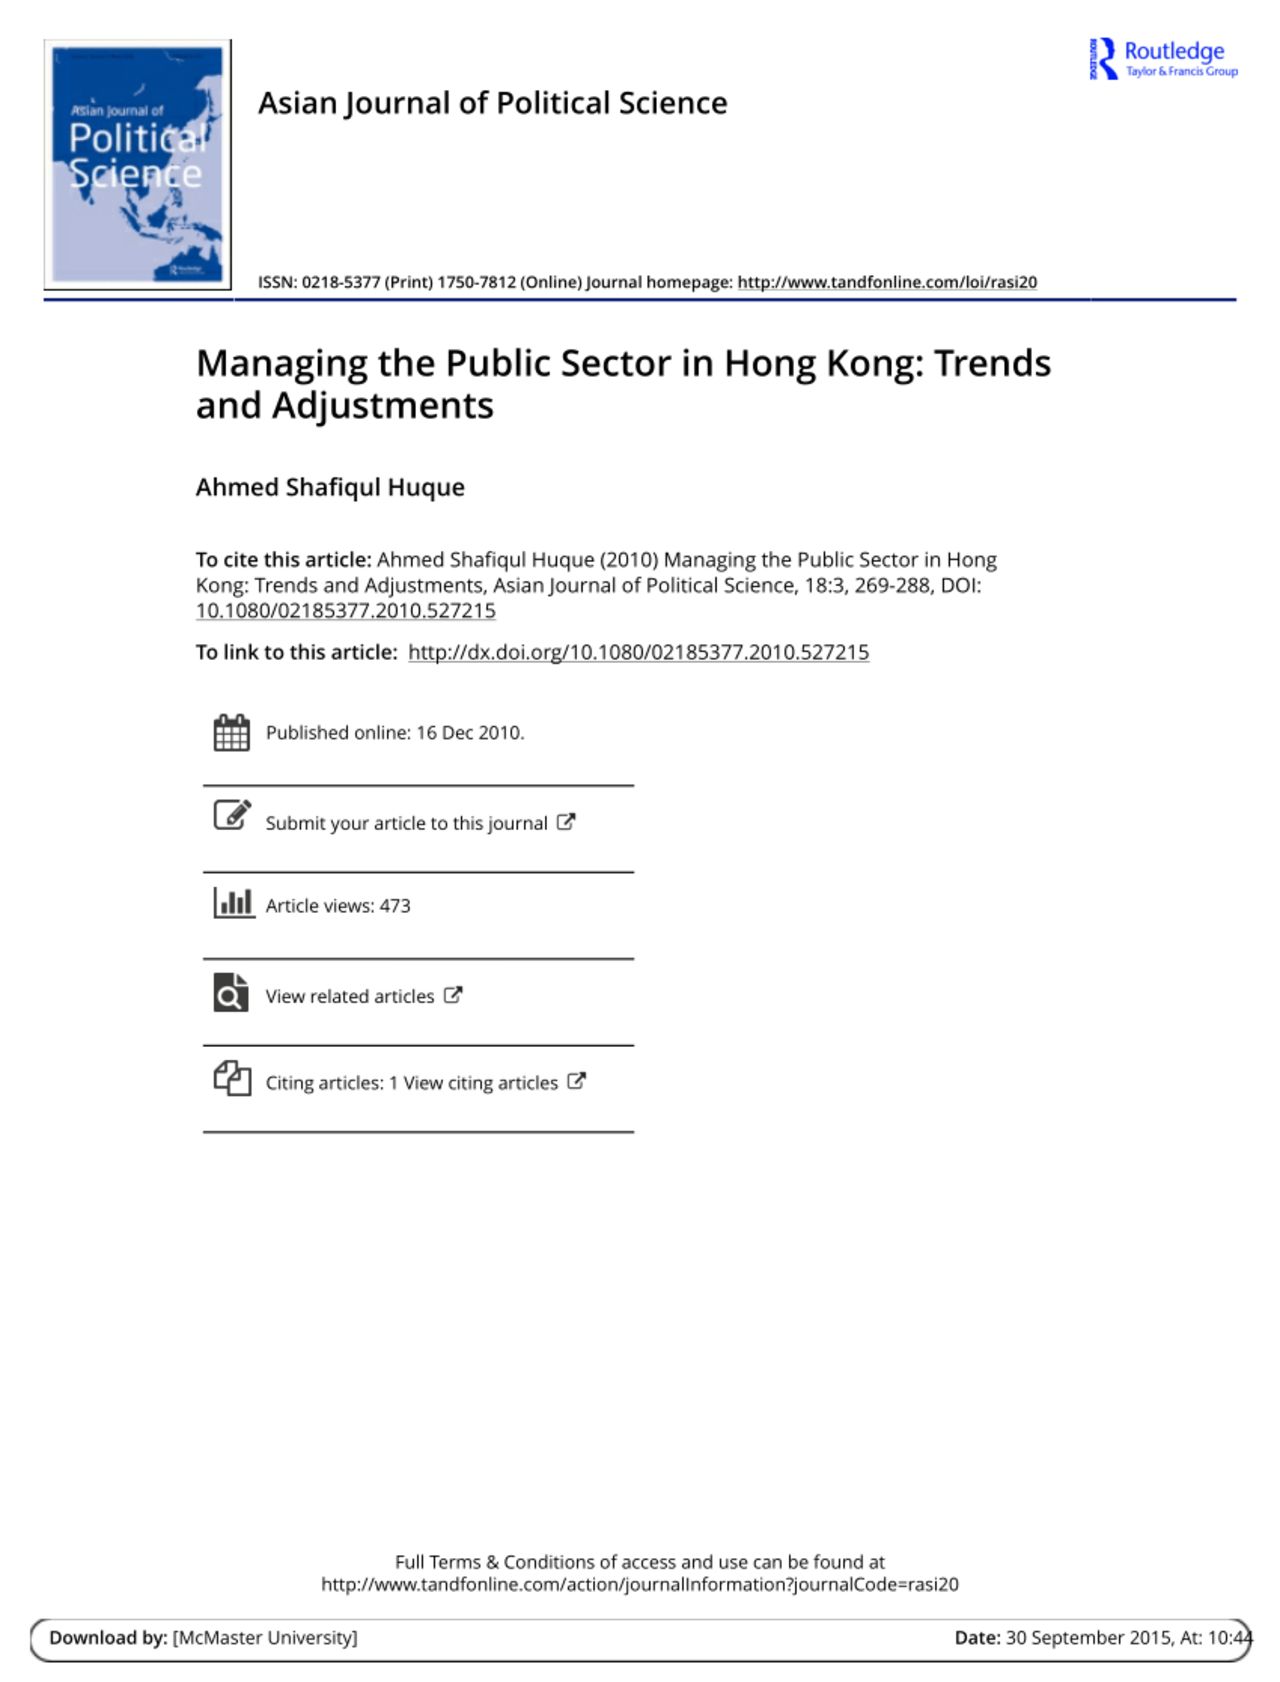 Asian Journal of
Political
Science
Routledge
ROUTLEDGE
Routledge
Taylor & Francis Group
Asian Journal of Political Science
ISSN: 0218-5377 (Print) 1750-7812 (Online) Journal homepage: http://www.tandfonline.com/loi/rasi20
Managing the Public Sector in Hong Kong: Trends
and Adjustments
Ahmed Shafiqul Huque
To cite this article: Ahmed Shafiqul Huque (2010) Managing the Public Sector in Hong
Kong: Trends and Adjustments, Asian Journal of Political Science, 18:3, 269-288, DOI:
10.1080/02185377.2010.527215
To link to this article: http://dx.doi.org/10.1080/02185377.2010.527215
Published online: 16 Dec 2010.
Submit your article to this journal
Article views: 473
View related articles
Citing articles: 1 View citing articles
Full Terms & Conditions of access and use can be found at
http://www.tandfonline.com/action/journalInformation?journalCode=rasi20
Download by: [McMaster University]
Date: 30 September 2015, At: 10:44